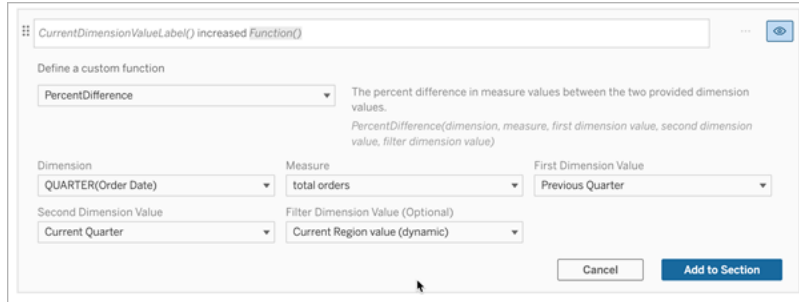 CurrentDimensionValueLabel() increased Function()
Define a custom function
PercentDifference
The percent difference in measure values between the two provided dimension
values.
PercentDifference(dimension, measure, first dimension value, second dimension
value, filter dimension value)
Dimension
Measure
First Dimension Value
QUARTER(Order Date)
total orders
Previous Quarter
Second Dimension Value
Filter Dimension Value (Optional)
Current Quarter
Current Region value (dynamic)
Cancel
Add to Section